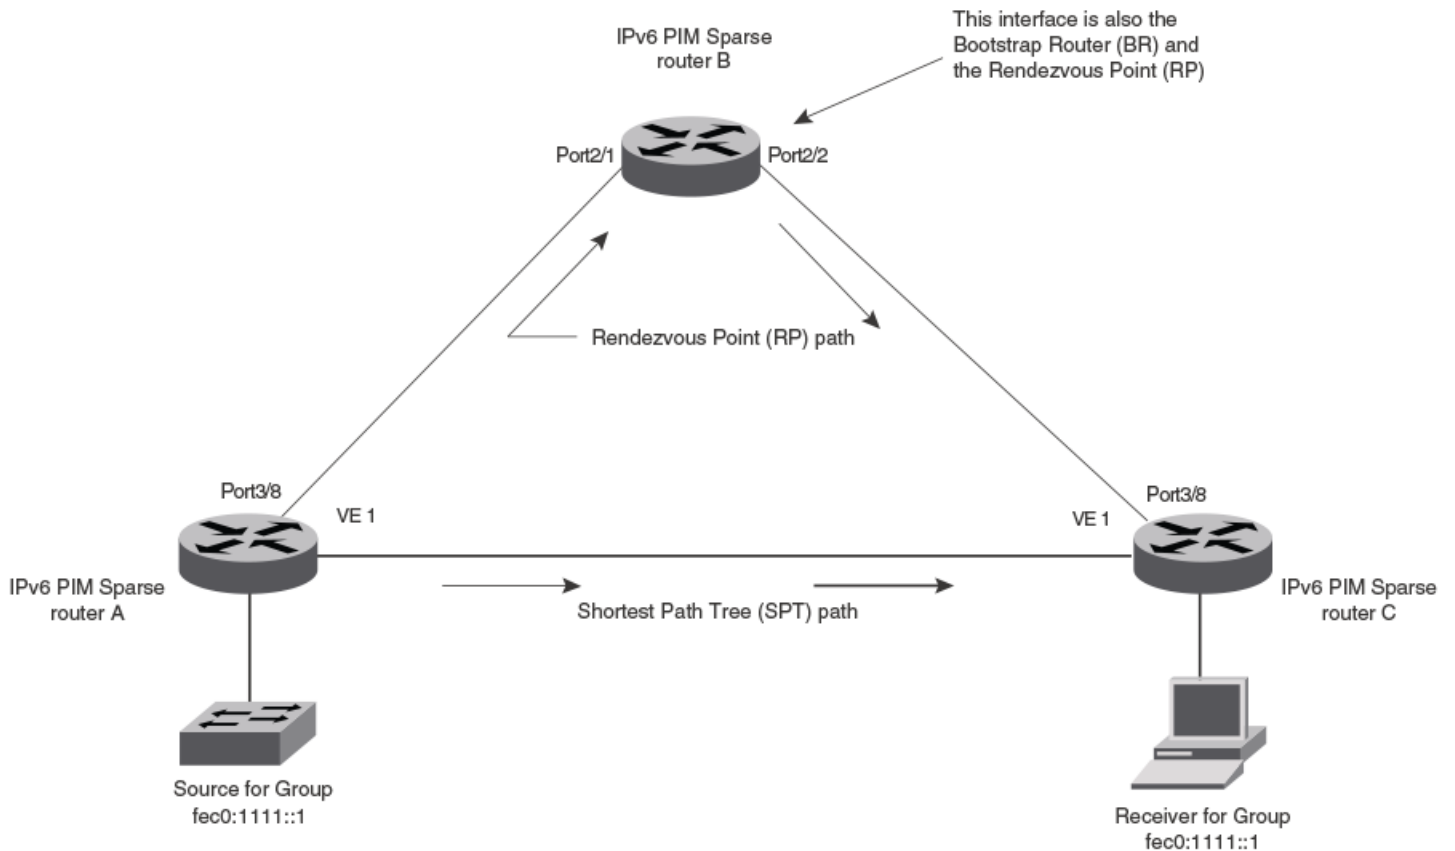 This interface is also the
Bootstrap Router (BR) and
the Rendezvous Point (RP)
IPv6 PIM Sparse
router B
Port2/1
Port2/2
Rendezvous Point (RP) path
Port3/8
VE 1
VE 1
Port3/8
IPv6 PIM Sparse
router A
Shortest Path Tree (SPT) path
IPv6 PIM Sparse
router C
Source for Group
fec0:1111::1
Receiver for Group
fec0:1111::1